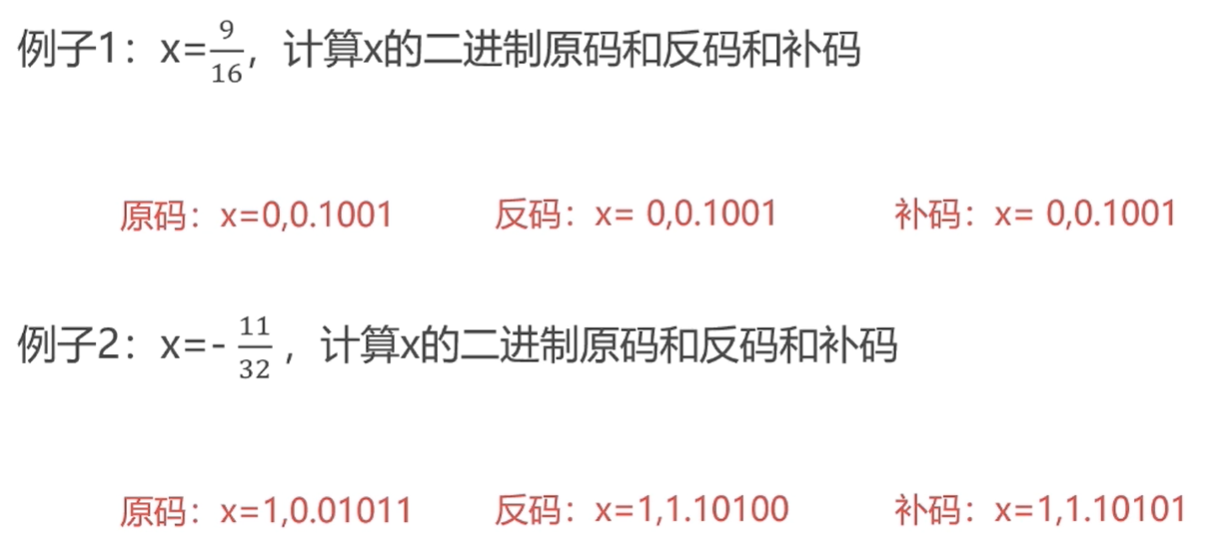 例子1：x=9/16，计算x的二进制原码和反码和补码
原码：x=0,0.1001 反码：x= 0,0.1001 补码：x= 0,0.1001
例子2：x=- 11/32，计算x的二进制原码和反码和补码
原码：x=1,0.01011 反码：x=1,1.10100 补码：x=1,1.10101